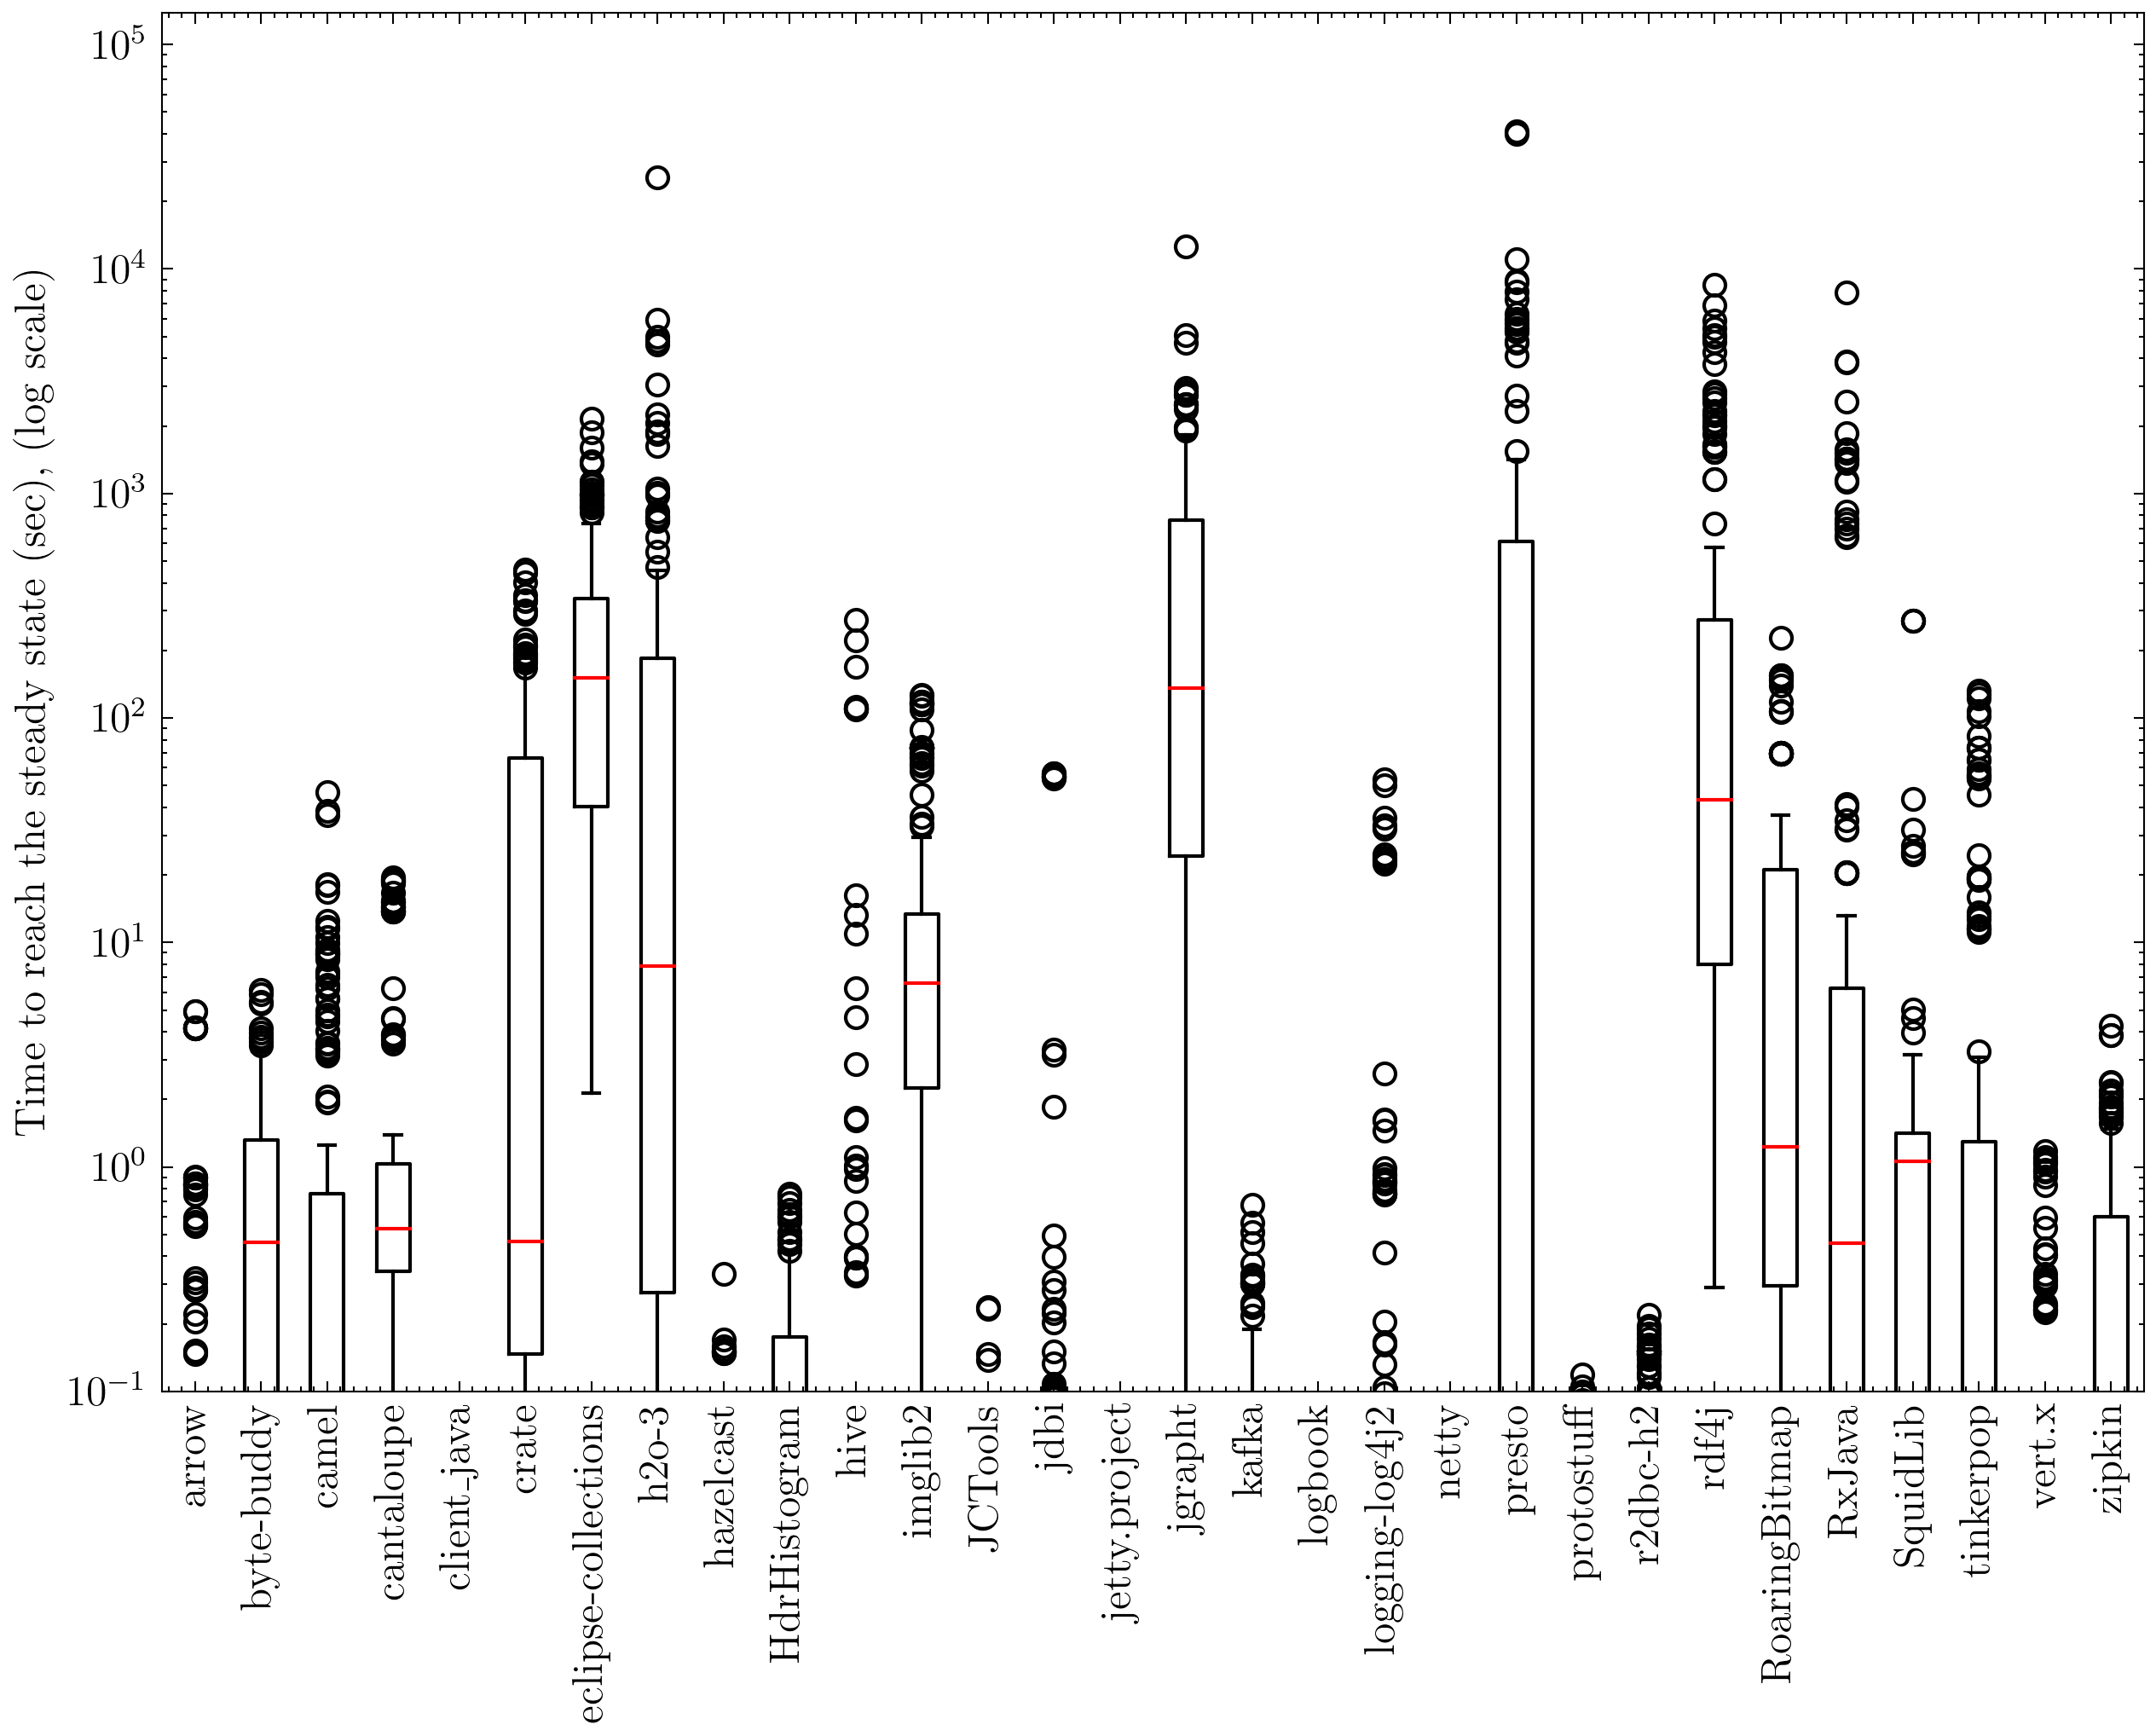 Time to reach the steady state (sec), (log scale)
10^5
10^4
10^3
10^2
10^1
10^0
10^−1
arrow
byte-buddy
camel
cantaloupe
client_java
crate
eclipse-collections
h2o-3
hazelcast
HdrHistogram
hive
imglib2
JCTools
jdbi
jetty.project
jgrapht
kafka
logbook
logging-log4j2
netty
presto
protostuff
r2dbc-h2
rdf4j
RoaringBitmap
RxJava
SquidLib
tinkerpop
vert.x
zipkin